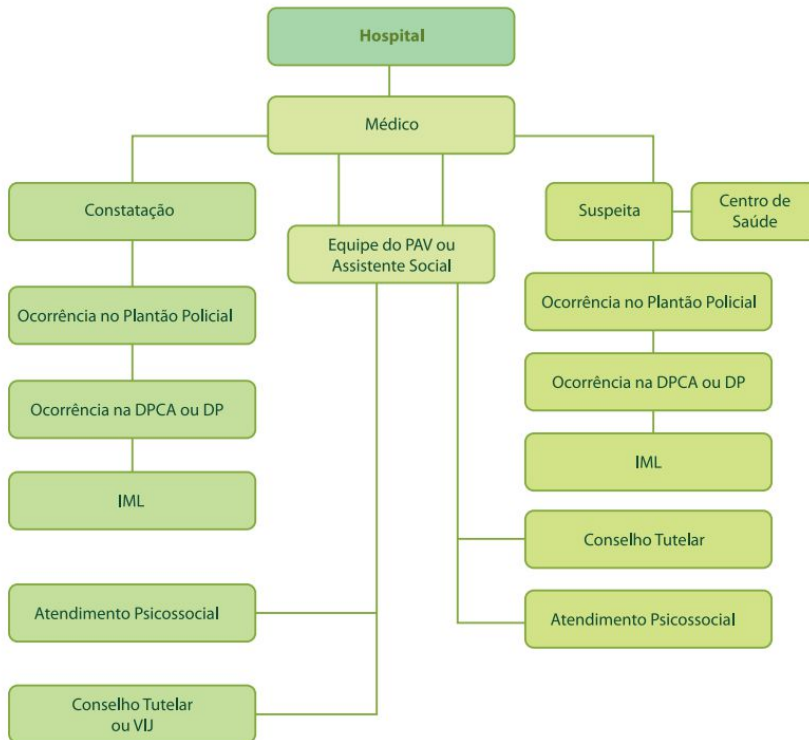 Hospital
Médico
Constatação
Suspeita
Centro de
Saúde
Equipe do PAV ou
Assistente Social
Ocorrência no Plantão Policial
Ocorrência no Plantão Policial
Ocorrência na DPCA ou DP
Ocorrência na DPCA ou DP
IML
IML
Conselho Tutelar
Atendimento Psicossocial
Atendimento Psicossocial
Conselho Tutelar
ou VIJ